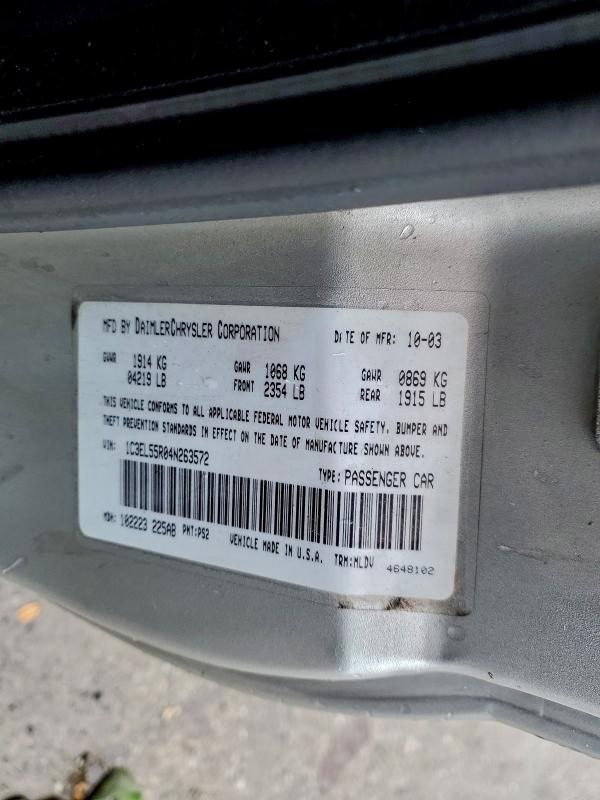 MFD BY DAIMLERCHRYSLER CORPORATION DATE OF MFR: 10-03
GVWR 1914 KG GAWR 1068 KG GAWR 0869 KG
04219 LB FRONT 2354 LB REAR 1915 LB
THIS VEHICLE CONFORMS TO ALL APPLICABLE FEDERAL MOTOR VEHICLE SAFETY, BUMPER AND
THEFT PREVENTION STANDARDS IN EFFECT ON THE DATE OF MANUFACTURE SHOWN ABOVE.
VIN: 1C3EL55R04N263572 TYPE: PASSENGER CAR
MDH: 102223 225AB PNT:PS2 VEHICLE MADE IN U.S.A. TRM:MLDV 4648102